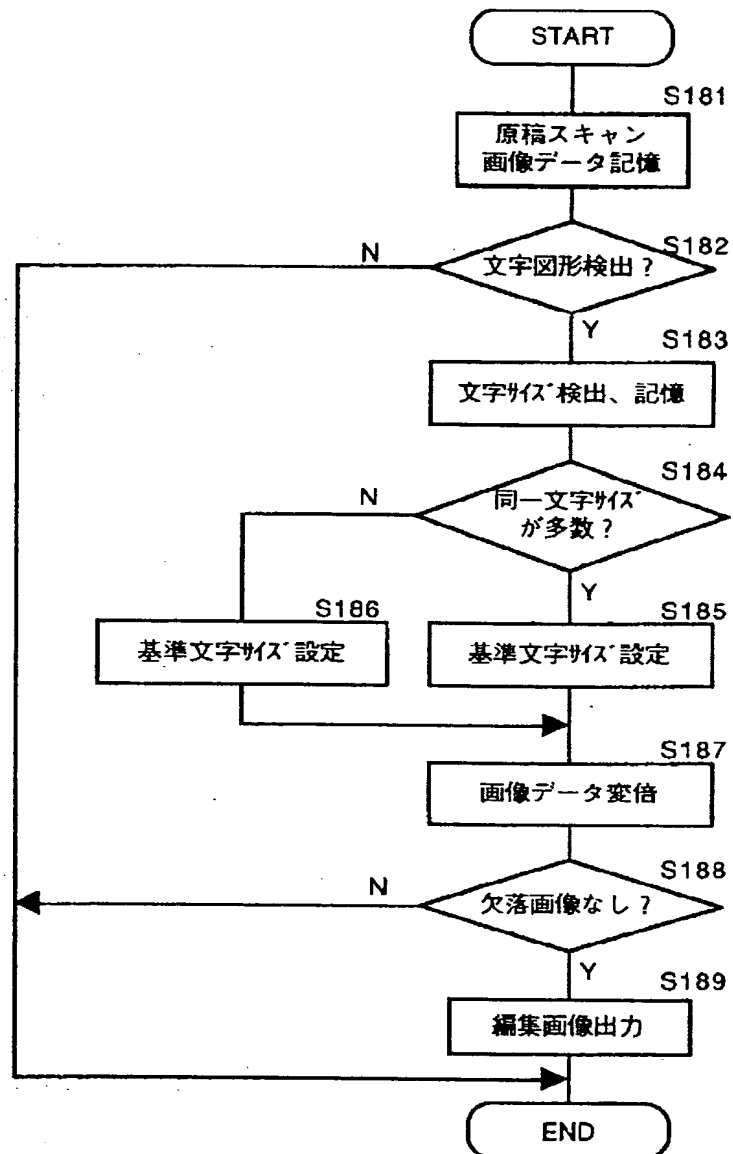 START
S181
原稿スキャン
画像データ記憶
S182
文字図形検出?
N
Y
S183
文字ｻｲｽﾞ検出、記憶
S184
同一文字ｻｲｽﾞ
が多数?
N
Y
S186
基準文字ｻｲｽﾞ設定
S185
基準文字ｻｲｽﾞ設定
S187
画像データ変倍
S188
欠落画像なし?
N
Y
S189
編集画像出力
END